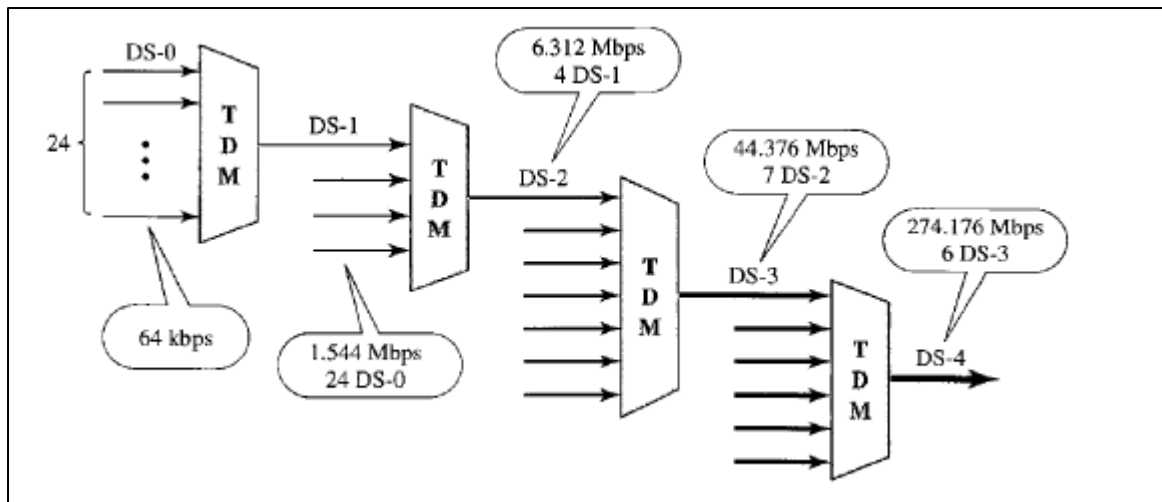 DS-0
24
T
D
M
64 kbps
DS-1
1.544 Mbps
24 DS-0
T
D
M
6.312 Mbps
4 DS-1
DS-2
T
D
M
44.376 Mbps
7 DS-2
DS-3
T
D
M
274.176 Mbps
6 DS-3
DS-4